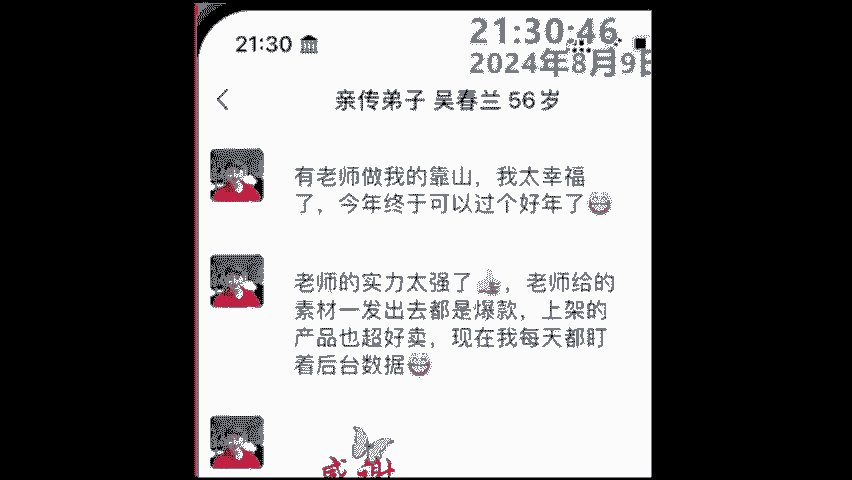 21:30:46
21:30
2024年8月9日
亲传弟子 吴春兰 56岁
有老师做我的靠山，我太幸福
了，今年终于可以过个好年了
老师的实力太强了，老师给的
素材一发出去都是爆款，上架的
产品也超好卖，现在我每天都盯
着后台数据
感谢